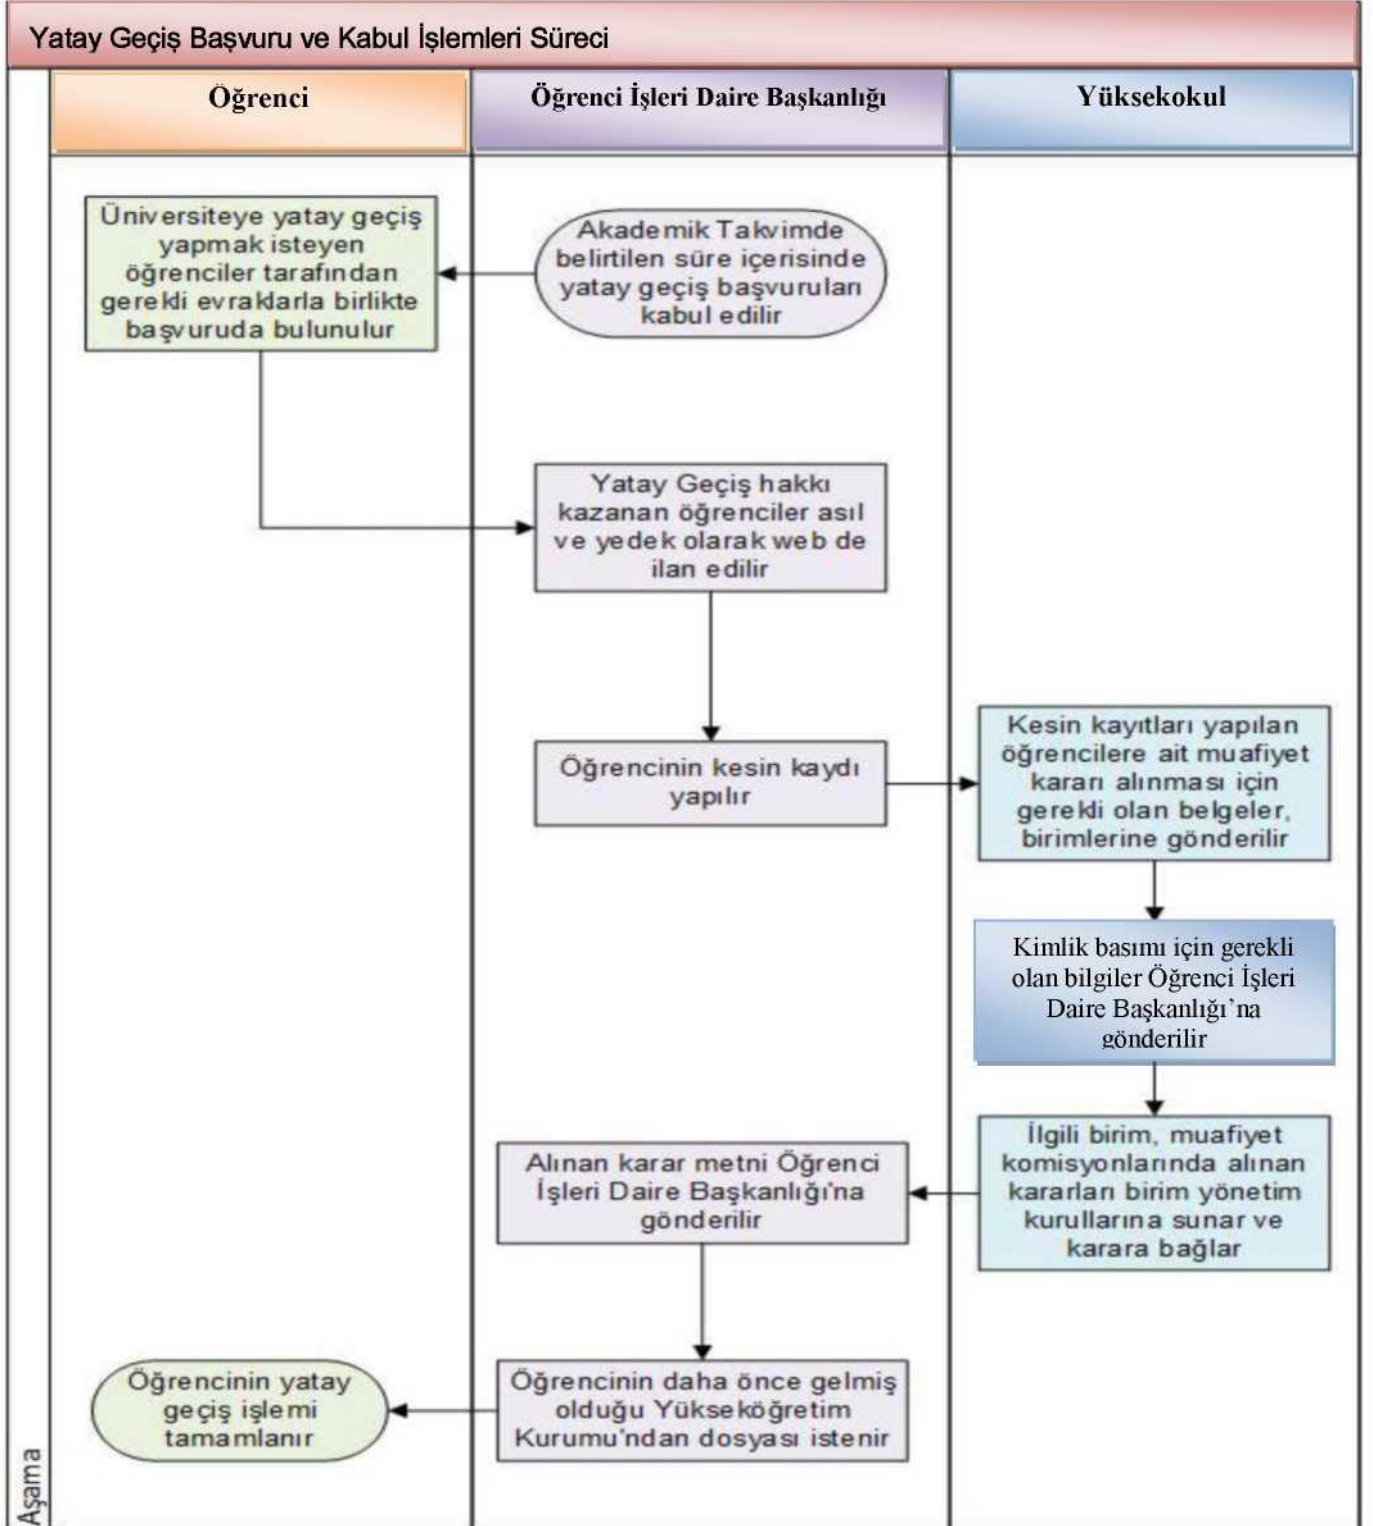 Yatay Geçiş Başvuru ve Kabul İşlemleri Süreci
Öğrenci
Öğrenci İşleri Daire Başkanlığı
Yüksekokul
Akademik Takvimde
belirtilen süre içerisinde
yatay geçiş başvuruları
kabul edilir
Üniversiteye yatay geçiş
yapmak isteyen
öğrenciler tarafından
gerekli evraklarla birlikte
başvuruda bulunulur
Yatay Geçiş hakkı
kazanan öğrenciler asıl
ve yedek olarak web de
ilan edilir
Öğrencinin kesin kaydı
yapılır
Kesin kayıtları yapılan
öğrencilere ait muafiyet
kararı alınması için
gerekli olan belgeler,
birimlerine gönderilir
Kimlik basımı için gerekli
olan bilgiler Öğrenci İşleri
Daire Başkanlığı'na
gönderilir
İlgili birim, muafiyet
komisyonlarında alınan
kararları birim yönetim
kurullarına sunar ve
karara bağlar
Alınan karar metni Öğrenci
İşleri Daire Başkanlığı'na
gönderilir
Öğrencinin daha önce gelmiş
olduğu Yükseköğretim
Kurumu'ndan dosyası istenir
Öğrencinin yatay
geçiş işlemi
tamamlanır
Aşama